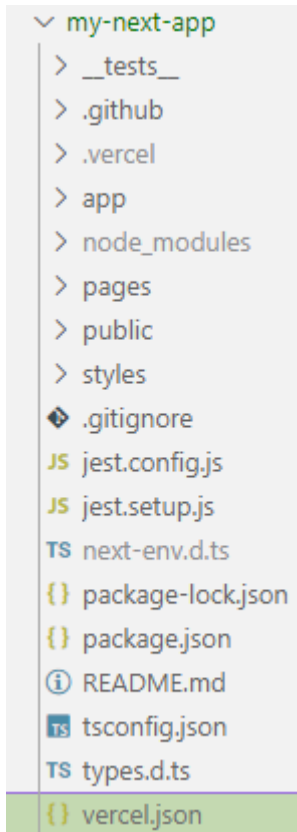 my-next-app
__tests__
.github
.vercel
app
node_modules
pages
public
styles
.gitignore
JS jest.config.js
JS jest.setup.js
TS next-env.d.ts
{} package-lock.json
{} package.json
README.md
TS tsconfig.json
TS types.d.ts
{} vercel.json